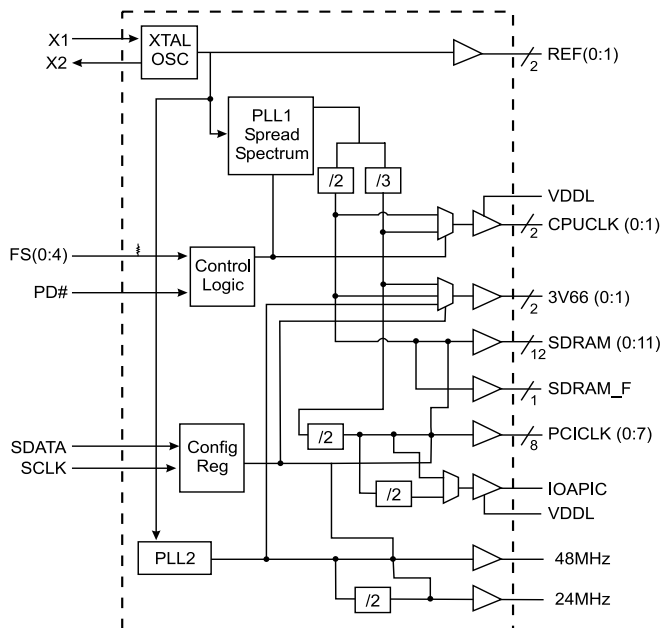 X1
X2
XTAL
OSC
2
REF(0:1)
PLL1
Spread
Spectrum
/2
/3
VDDL
2
CPUCLK (0:1)
FS(0:4)
PD#
Control
Logic
2
3V66 (0:1)
12
SDRAM (0:11)
1
SDRAM_F
/2
8
PCICLK (0:7)
SDATA
SCLK
Config
Reg
/2
IOAPIC
VDDL
PLL2
48MHz
/2
24MHz